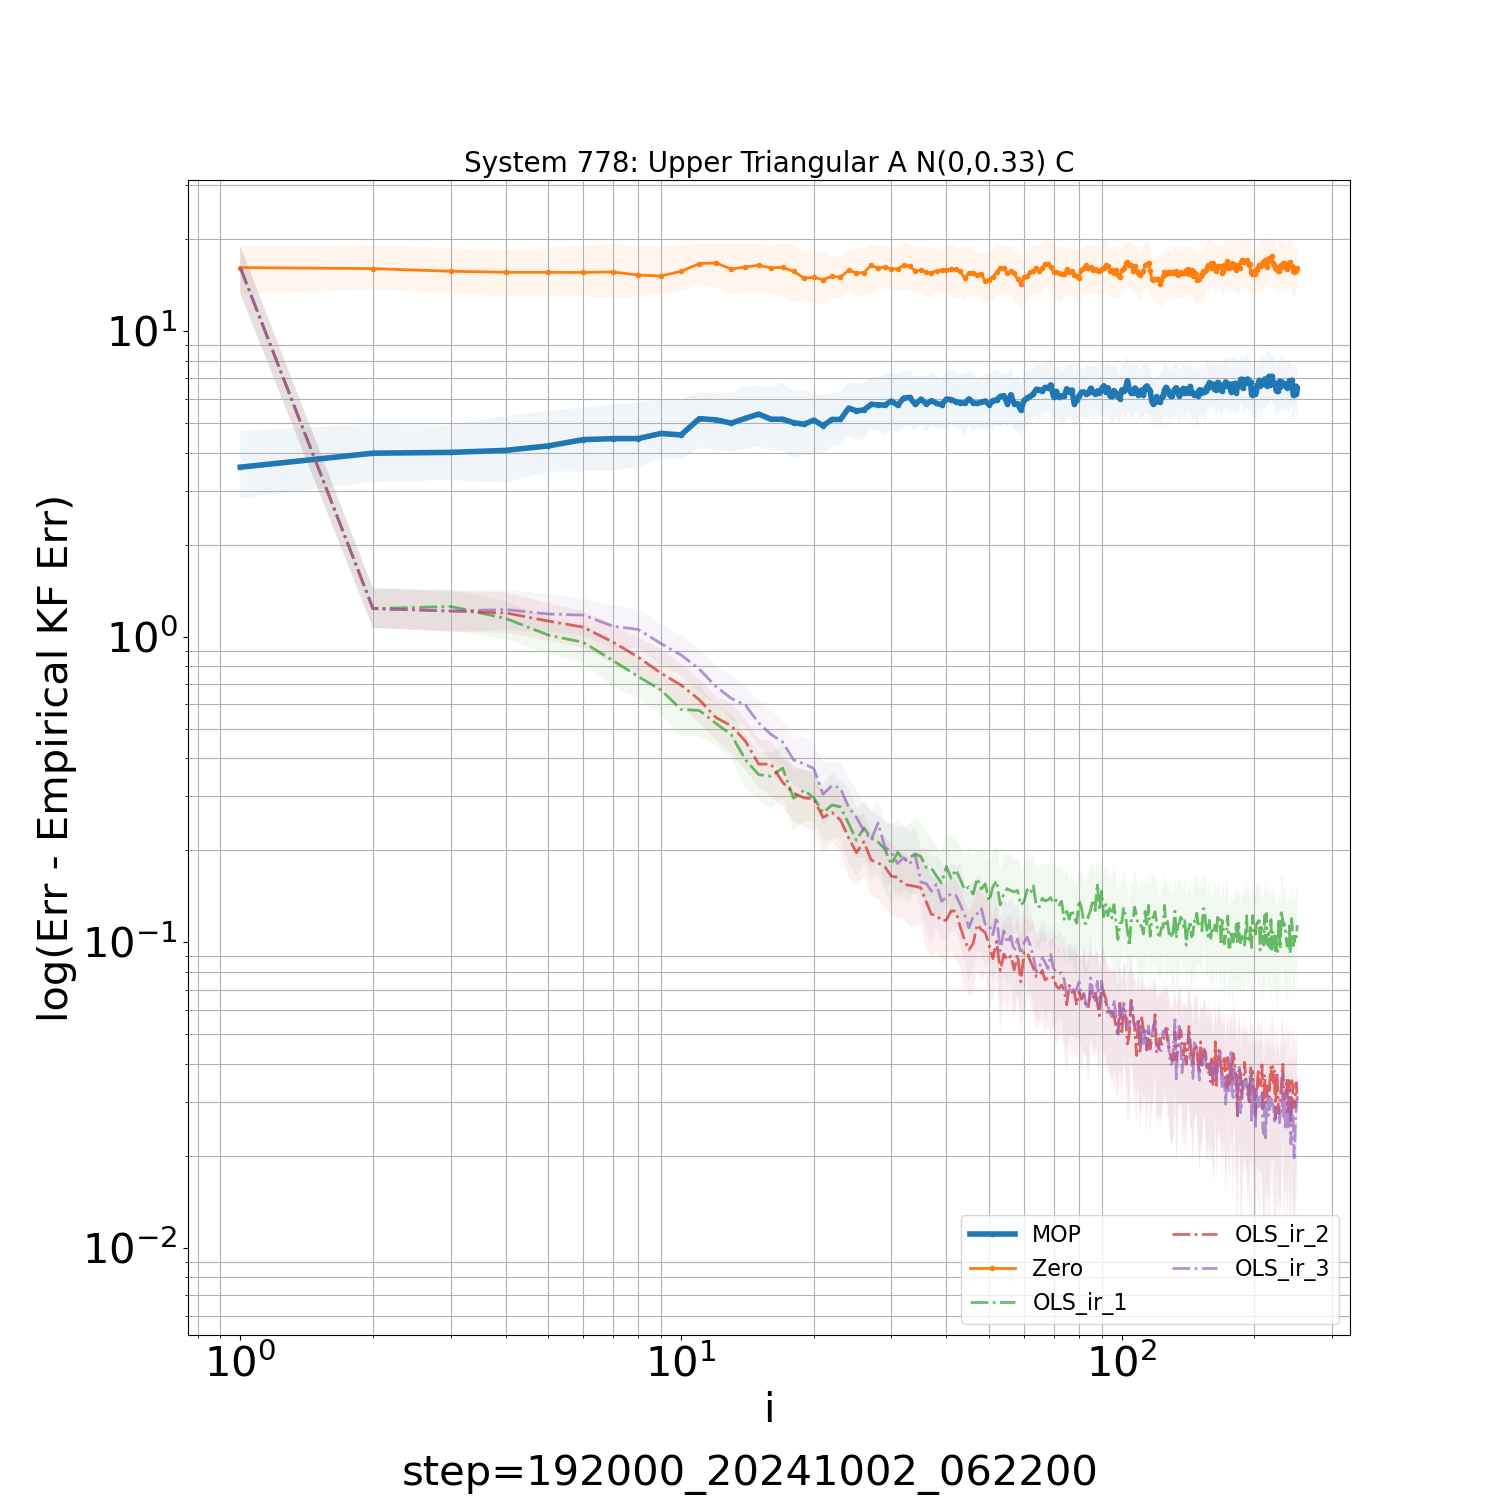 System 778: Upper Triangular A N(0,0.33) C
log(Err - Empirical KF Err)
10¹
10⁰
10⁻¹
10⁻²
MOP
Zero
OLS_ir_1
OLS_ir_2
OLS_ir_3
10⁰ 10¹ 10²
i
step=192000_20241002_062200